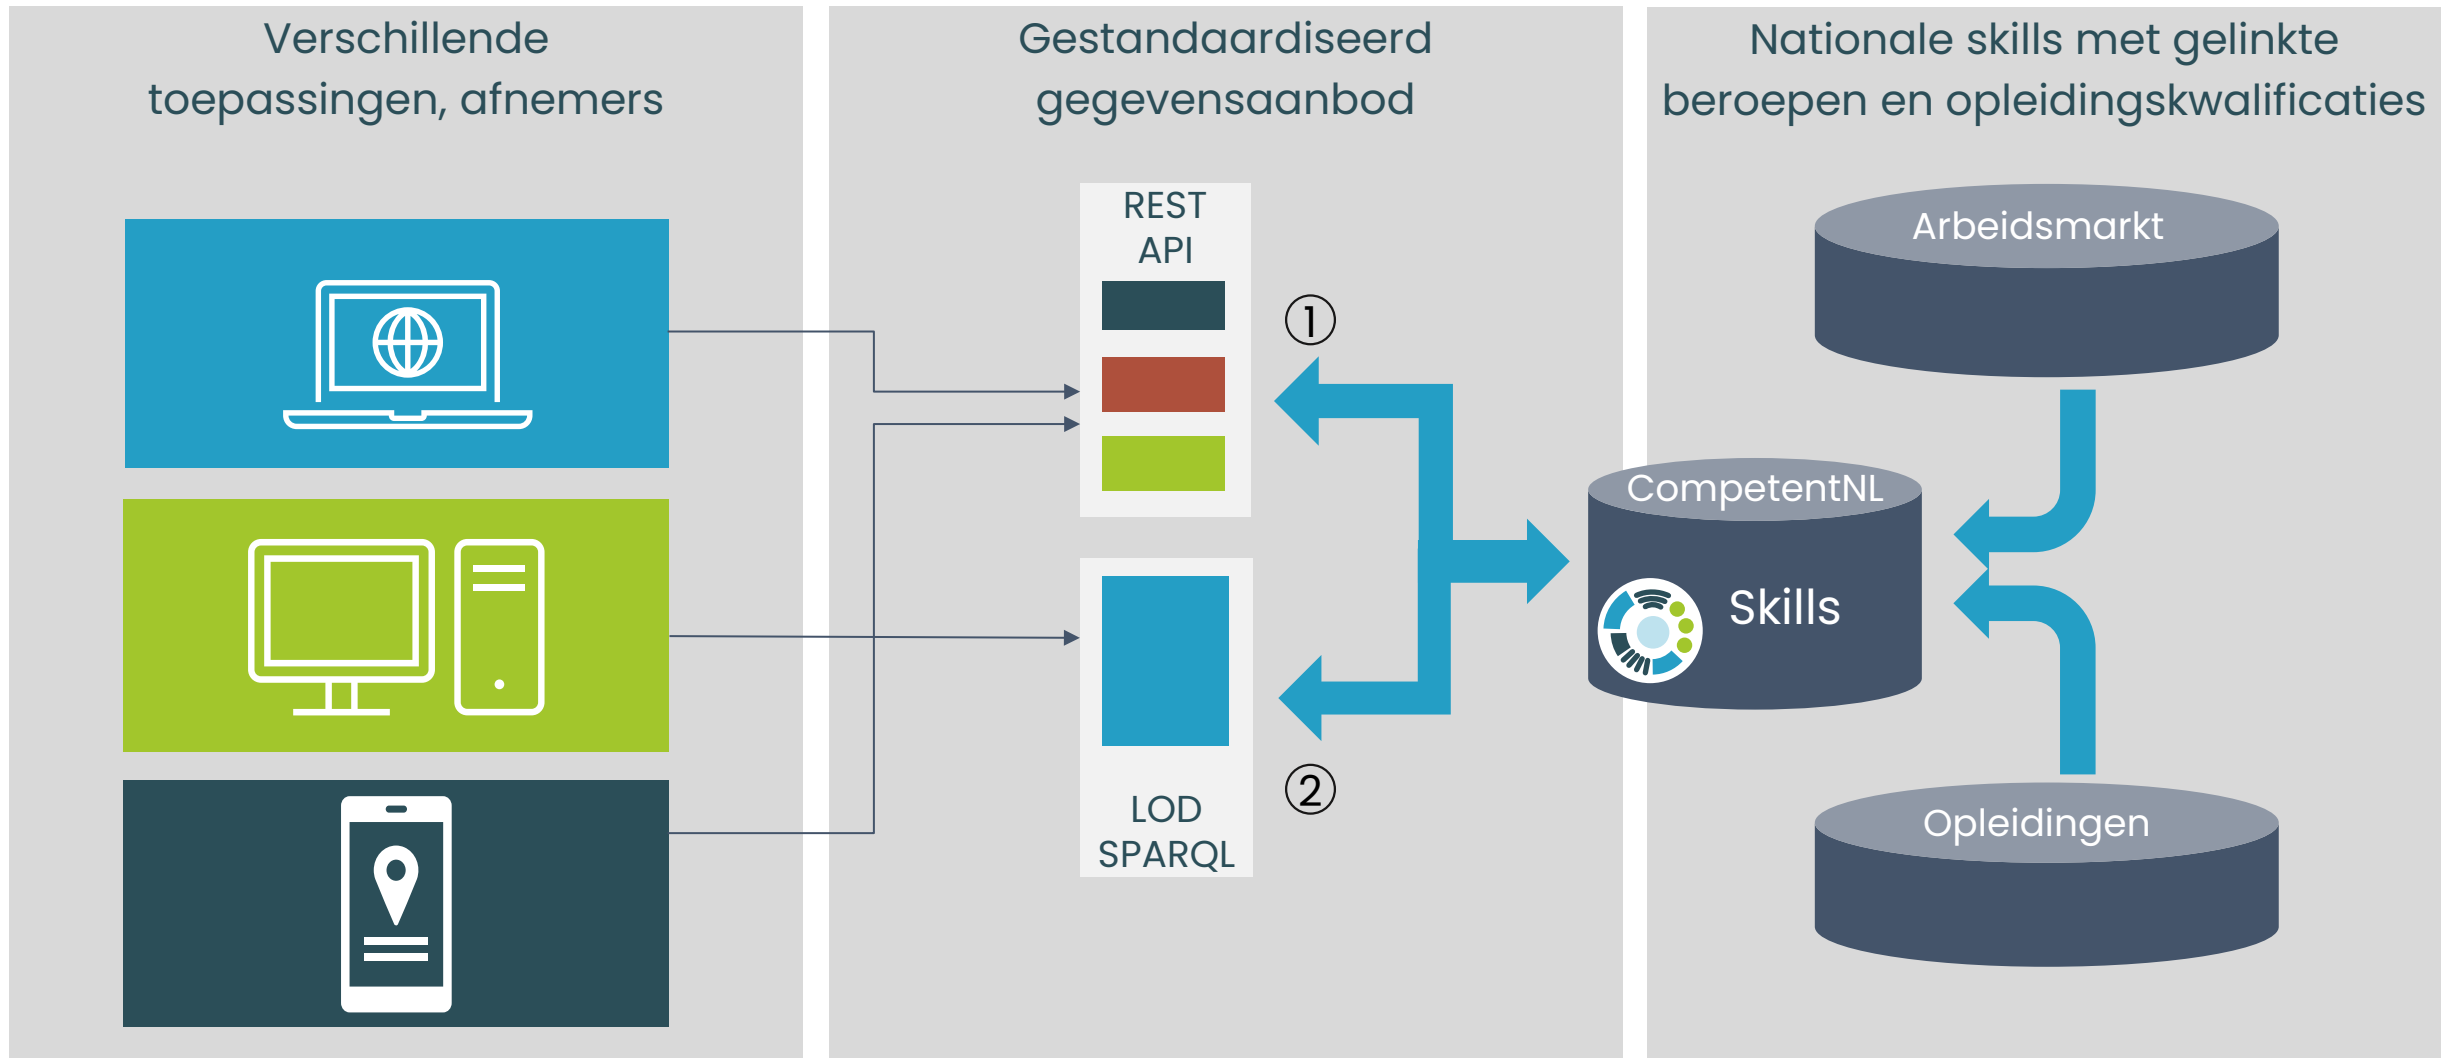 Verschillende
toepassingen, afnemers
Gestandaardiseerd
gegevensaanbod
REST
API
①
LOD
SPARQL
②
Nationale skills met gelinkte
beroepen en opleidingskwalificaties
Arbeidsmarkt
CompetentNL
Skills
Opleidingen